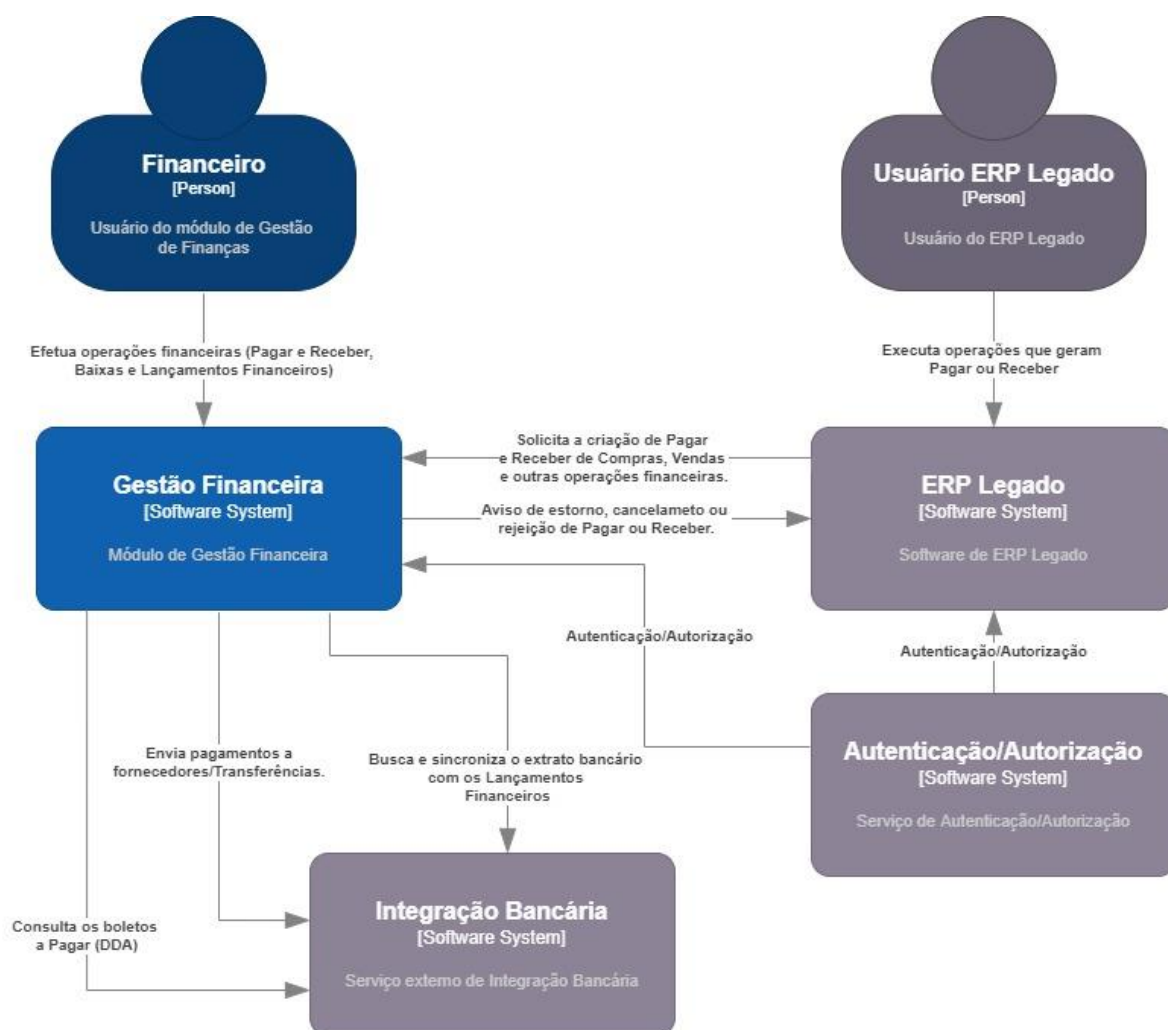 Financeiro
[Person]
Usuário do módulo de Gestão
de Finanças
Usuário ERP Legado
[Person]
Usuário do ERP Legado
Efetua operações financeiras (Pagar e Receber,
Baixas e Lançamentos Financeiros)
Executa operações que geram
Pagar ou Receber
Gestão Financeira
[Software System]
Módulo de Gestão Financeira
Solicita a criação de Pagar
e Receber de Compras, Vendas
e outras operações financeiras.
Aviso de estorno, cancelameto ou
rejeição de Pagar ou Receber.
ERP Legado
[Software System]
Software de ERP Legado
Autenticação/Autorização
Autenticação/Autorização
Autenticação/Autorização
[Software System]
Serviço de Autenticação/Autorização
Envia pagamentos a
fornecedores/Transferências.
Busca e sincroniza o extrato bancário
com os Lançamentos
Financeiros
Consulta os boletos
a Pagar (DDA)
Integração Bancária
[Software System]
Serviço externo de Integração Bancária